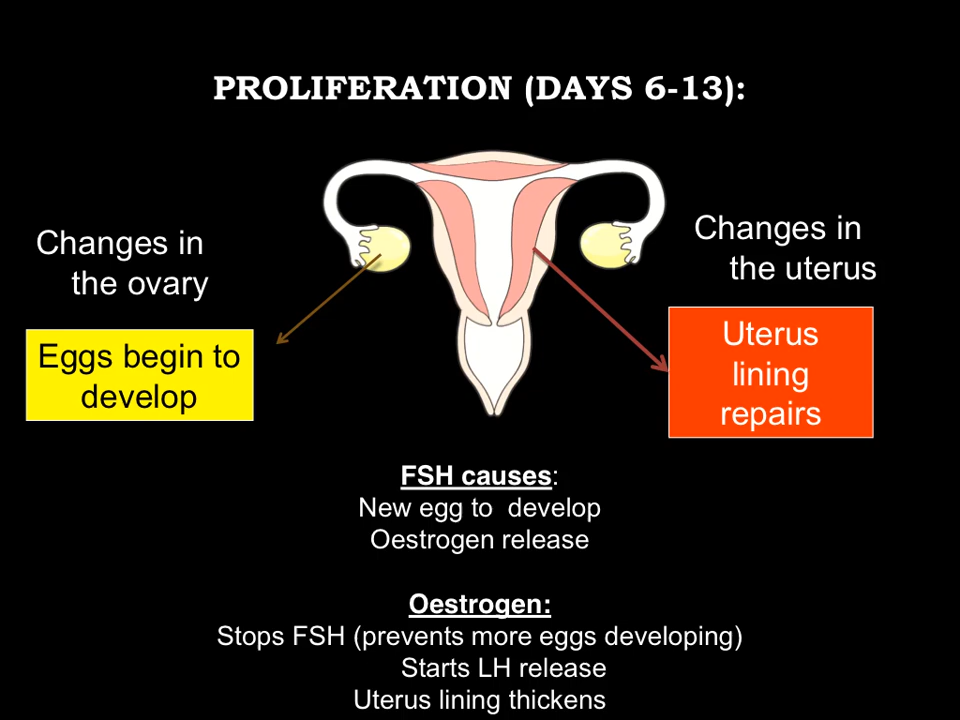 PROLIFERATION (DAYS 6-13):
Changes in
the ovary
Eggs begin to
develop
Changes in
the uterus
Uterus
lining
repairs
FSH causes:
New egg to  develop
Oestrogen release
Oestrogen:
Stops FSH (prevents more eggs developing)
Starts LH release
Uterus lining thickens